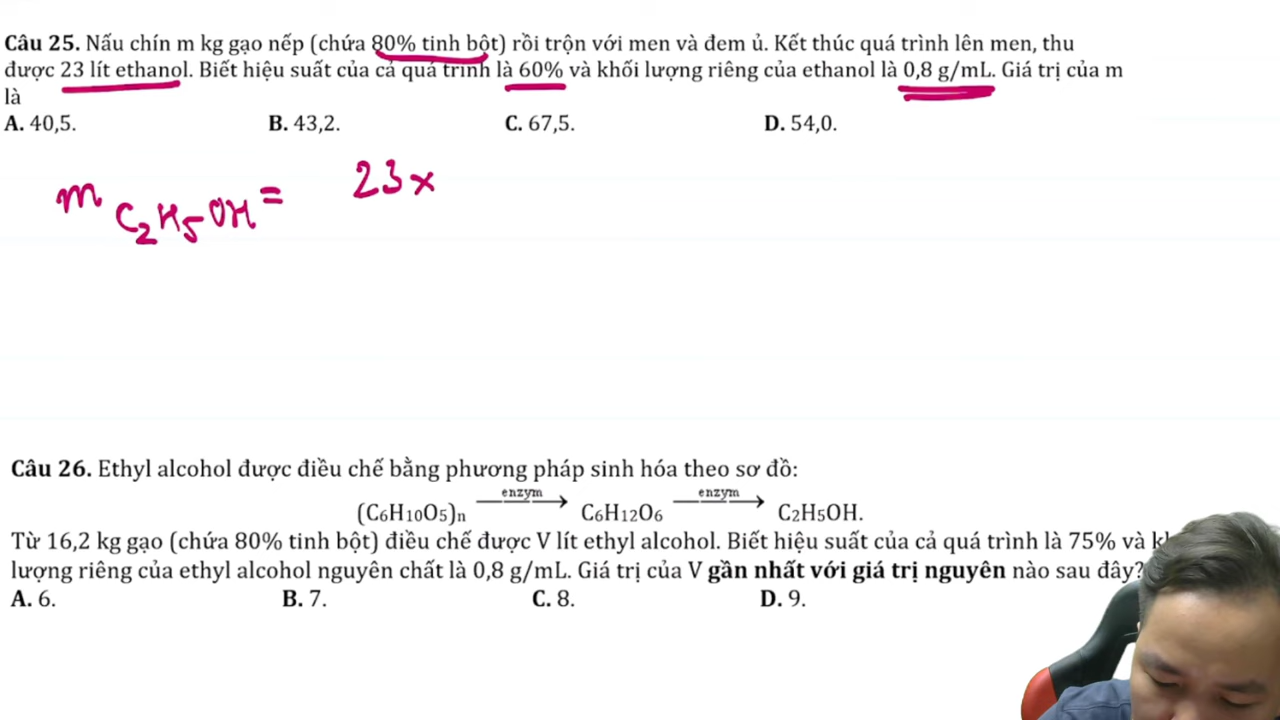 Câu 25. Nấu chín m kg gạo nếp (chứa 80% tinh bột) rồi trộn với men và đem ủ. Kết thúc quá trình lên men, thu
được 23 lít ethanol. Biết hiệu suất của cả quá trình là 60% và khối lượng riêng của ethanol là 0,8 g/mL. Giá trị của m
là
A. 40,5. B. 43,2. C. 67,5. D. 54,0.
m C₂H₅OH = 23x
Câu 26. Ethyl alcohol được điều chế bằng phương pháp sinh hóa theo sơ đồ:
enzym enzym
(C₆H₁₀O₅)ₙ → C₆H₁₂O₆ → C₂H₅OH.
Từ 16,2 kg gạo (chứa 80% tinh bột) điều chế được V lít ethyl alcohol. Biết hiệu suất của cả quá trình là 75% và
lượng riêng của ethyl alcohol nguyên chất là 0,8 g/mL. Giá trị của V gần nhất với giá trị nguyên nào sau đây?
A. 6. B. 7. C. 8. D. 9.